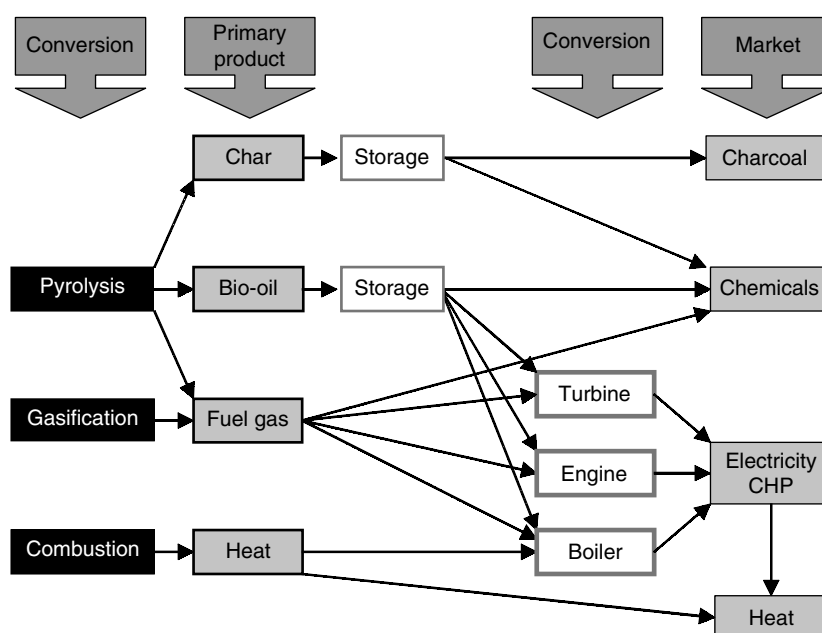 Conversion
Primary
product
Conversion
Market
Char
Storage
Charcoal
Pyrolysis
Bio-oil
Storage
Chemicals
Turbine
Gasification
Fuel gas
Engine
Electricity
CHP
Combustion
Heat
Boiler
Heat